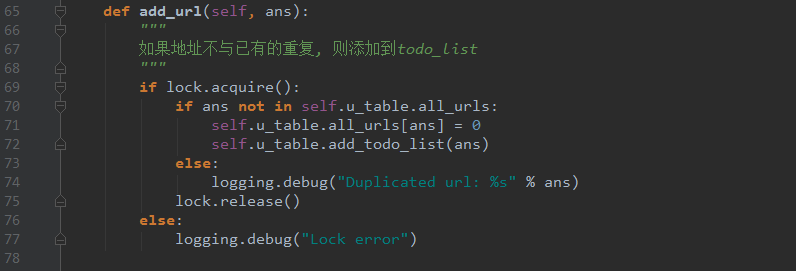 65 def add_url(self, ans):
66 """
67 如果地址不与已有的重复, 则添加到todo_list
68 """
69 if lock.acquire():
70 if ans not in self.u_table.all_urls:
71 self.u_table.all_urls[ans] = 0
72 self.u_table.add_todo_list(ans)
73 else:
74 logging.debug("Duplicated url: %s" % ans)
75 lock.release()
76 else:
77 logging.debug("Lock error")
78